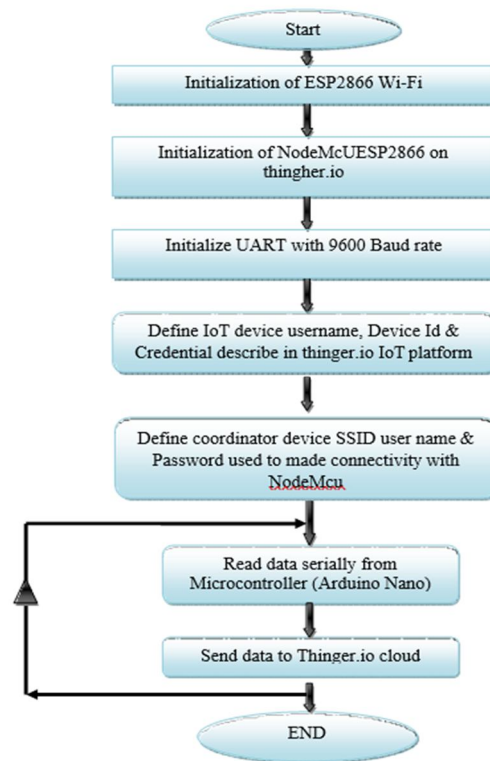 Start
Initialization of ESP2866 Wi-Fi
Initialization of NodeMcUESP2866 on
thingher.io
Initialize UART with 9600 Baud rate
Define IoT device username, Device Id &
Credential describe in thinger.io IoT platform
Define coordinator device SSID user name &
Password used to made connectivity with
NodeMcu
Read data serially from
Microcontroller (Arduino Nano)
Send data to Thinger.io cloud
END